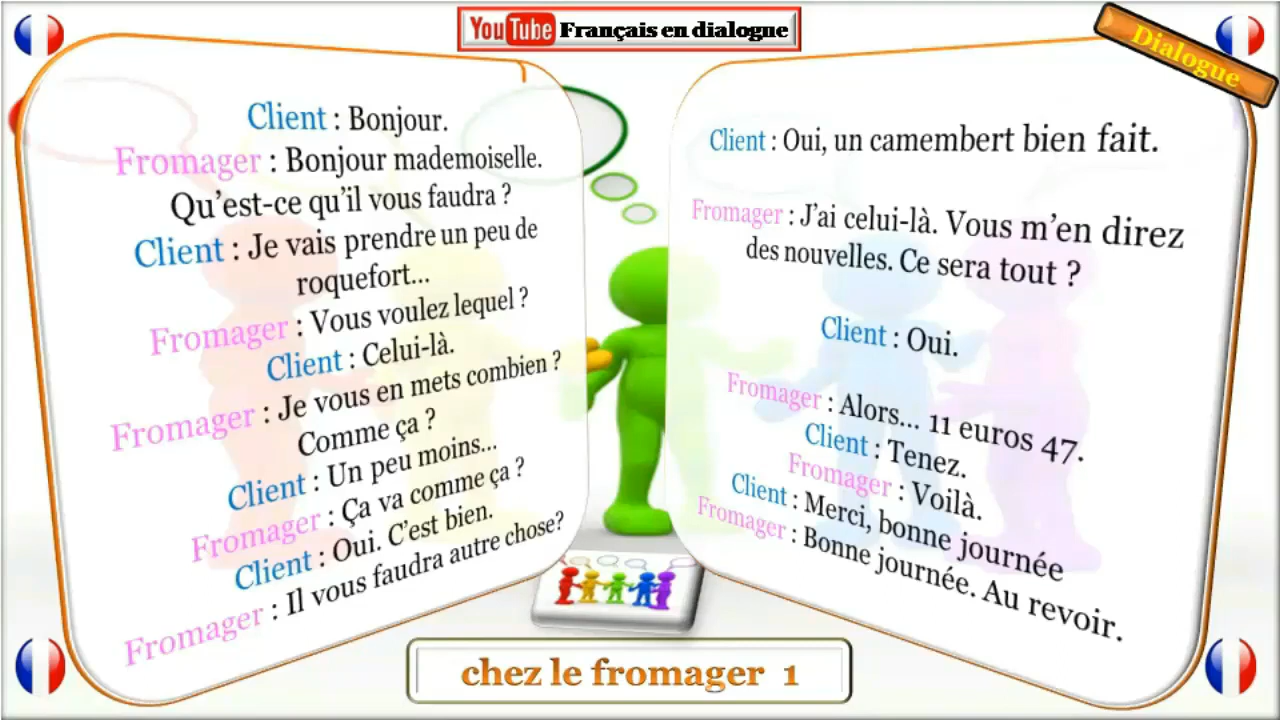 YouTube Français en dialogue
Dialogue
Client : Bonjour.
Fromager : Bonjour mademoiselle.
Qu'est-ce qu'il vous faudra ?
Client : Je vais prendre un peu de
roquefort...
Fromager : Vous voulez lequel ?
Client : Celui-là.
Fromager : Je vous en mets combien ?
Comme ça ?
Client : Un peu moins...
Fromager : Ça va comme ça ?
Client : Oui. C'est bien.
Fromager : Il vous faudra autre chose?
Client : Oui, un camembert bien fait.
Fromager : J'ai celui-là. Vous m'en direz
des nouvelles. Ce sera tout ?
Client : Oui.
Fromager : Alors... 11 euros 47.
Client : Tenez.
Fromager : Voilà.
Client : Merci, bonne journée
Fromager : Bonne journée. Au revoir.
chez le fromager 1